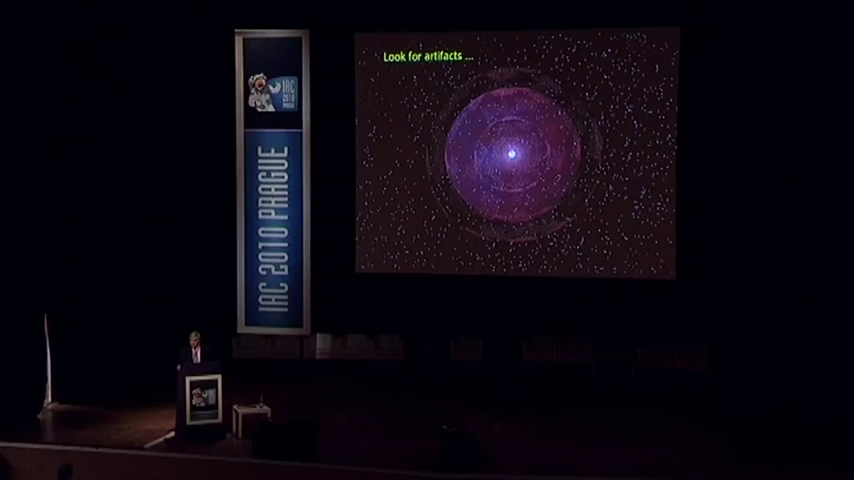 Look for artifacts ...
IAC
2010
PRAGUE
IAC 2010 PRAGUE